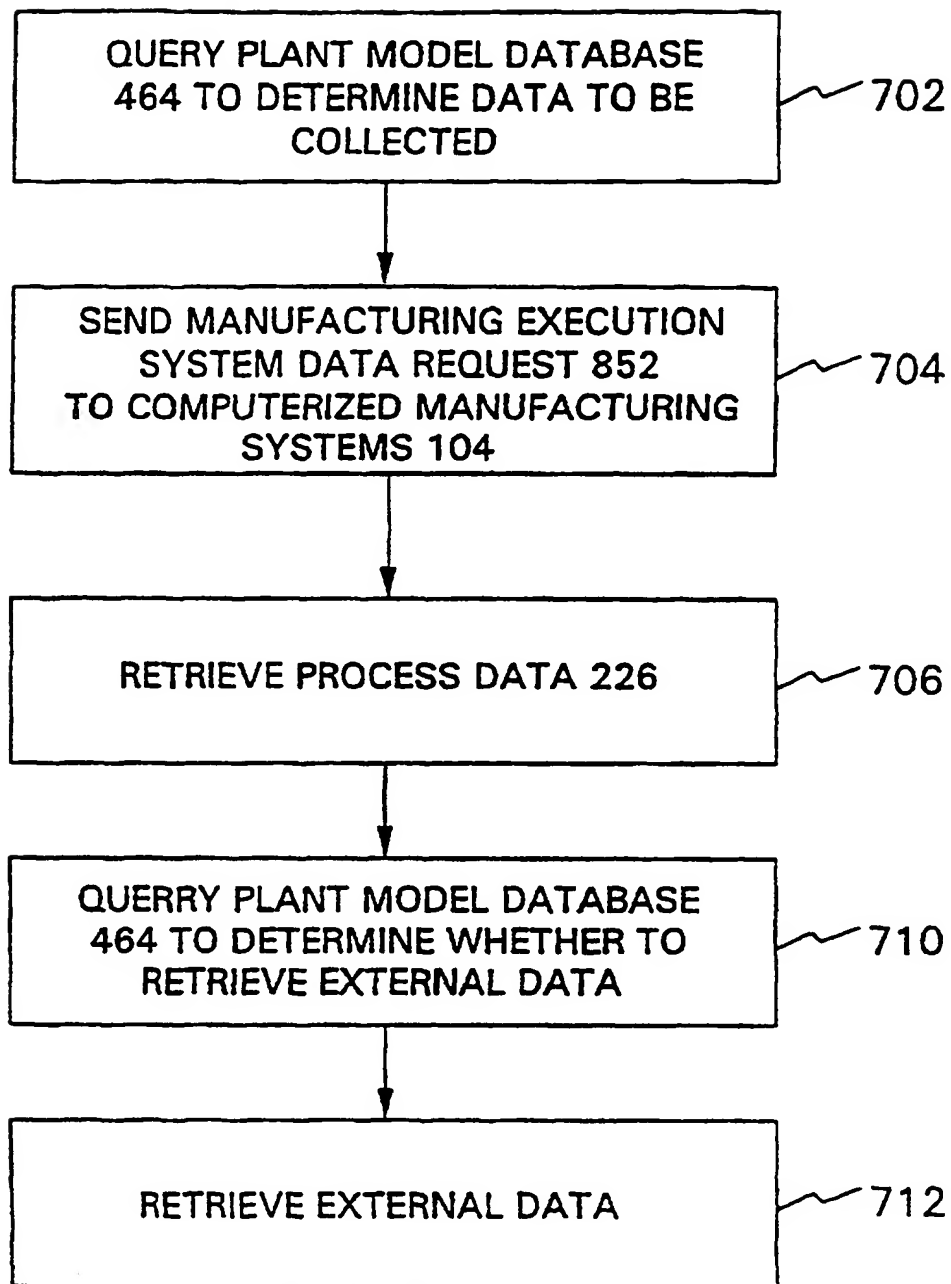 QUERY PLANT MODEL DATABASE
464 TO DETERMINE DATA TO BE
COLLECTED
702
SEND MANUFACTURING EXECUTION
SYSTEM DATA REQUEST 852
TO COMPUTERIZED MANUFACTURING
SYSTEMS 104
704
RETRIEVE PROCESS DATA 226
706
QUERRY PLANT MODEL DATABASE
464 TO DETERMINE WHETHER TO
RETRIEVE EXTERNAL DATA
710
RETRIEVE EXTERNAL DATA
712